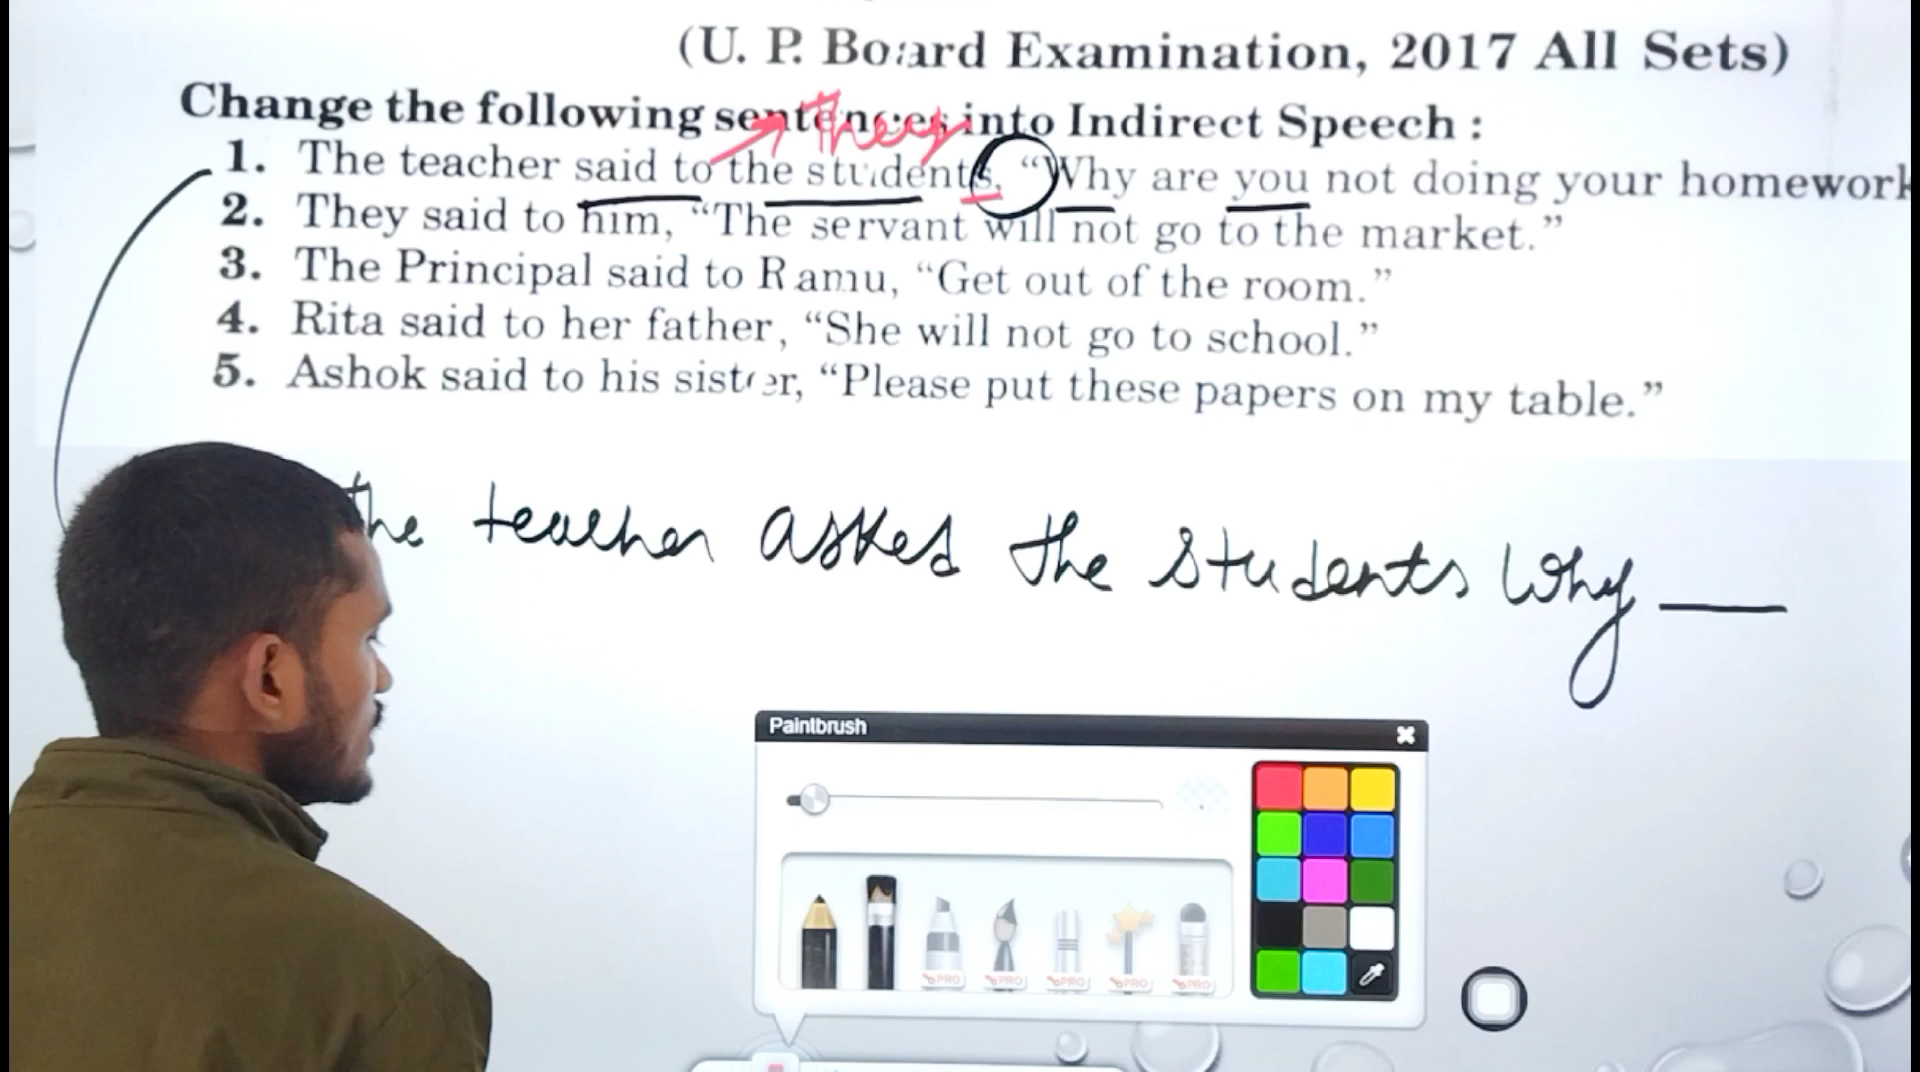 (U. P. Board Examination, 2017 All Sets)
Change the following sentences into Indirect Speech :
they
1. The teacher said to the students, “Why are you not doing your homework
2. They said to him, “The servant will not go to the market.”
3. The Principal said to Ramu, “Get out of the room.”
4. Rita said to her father, “She will not go to school.”
5. Ashok said to his sister, “Please put these papers on my table.”
The teacher asked the students why
Paintbrush
PRO PRO PRO PRO PRO